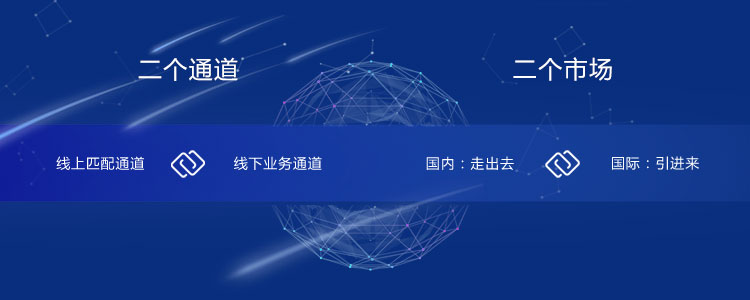 二个通道
二个市场
线上匹配通道
线下业务通道
国内：走出去
国际：引进来